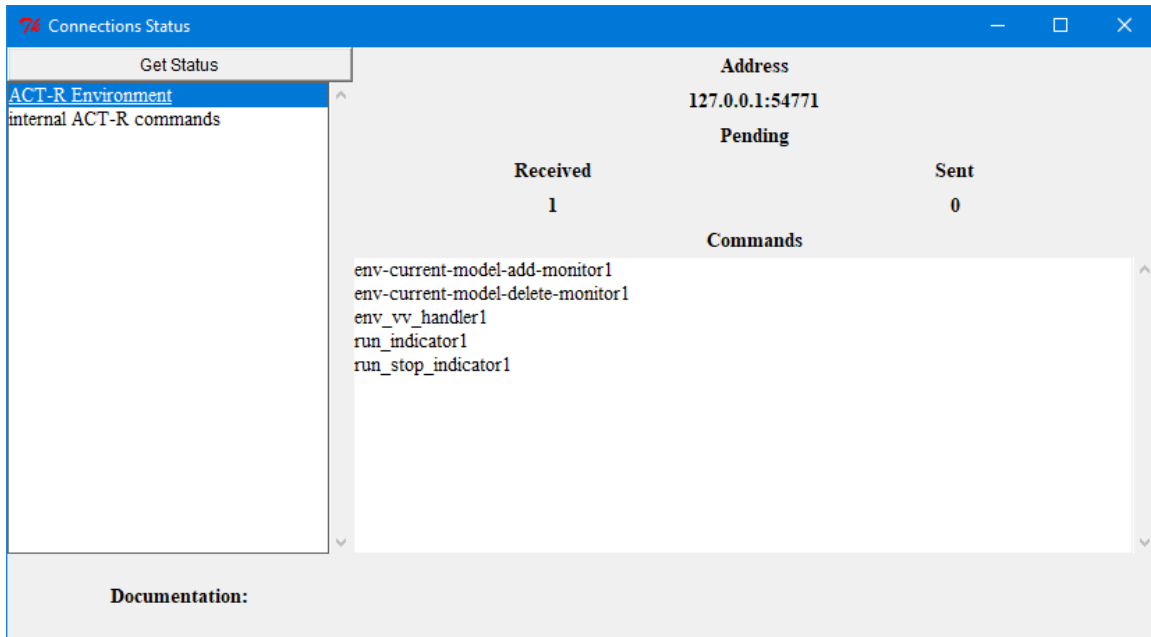 Connections Status
Get Status
ACT-R Environment
internal ACT-R commands
Address
127.0.0.1:54771
Pending
Received Sent
1 0
Commands
env-current-model-add-monitor1
env-current-model-delete-monitor1
env_vv_handler1
run_indicator1
run_stop_indicator1
Documentation: